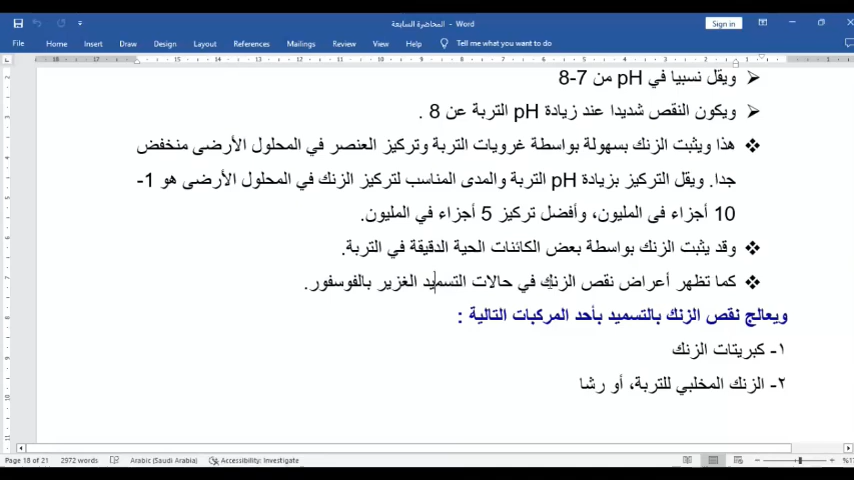 المحاضرة السابعة - Word
Sign in
File Home Insert Draw Design Layout References Mailings Review View Help Tell me what you want to do
ويقل نسبيا في pH من 7-8
ويكون النقص شديدا عند زيادة pH التربة عن 8 .
هذا ويثبت الزنك بسهولة بواسطة غرويات التربة وتركيز العنصر في المحلول الأرضى منخفض
جدا. ويقل التركيز بزيادة pH التربة والمدى المناسب لتركيز الزنك في المحلول الأرضى هو 1-
10 أجزاء فى المليون، وأفضل تركيز 5 أجزاء في المليون.
وقد يثبت الزنك بواسطة بعض الكائنات الحية الدقيقة في التربة.
كما تظهر أعراض نقص الزنك في حالات التسميد الغزير بالفوسفور.
ويعالج نقص الزنك بالتسميد بأحد المركبات التالية :
١- كبريتات الزنك
٢- الزنك المخلبي للتربة، أو رشا
Page 18 of 21 2972 words Arabic (Saudi Arabia) Accessibility: Investigate